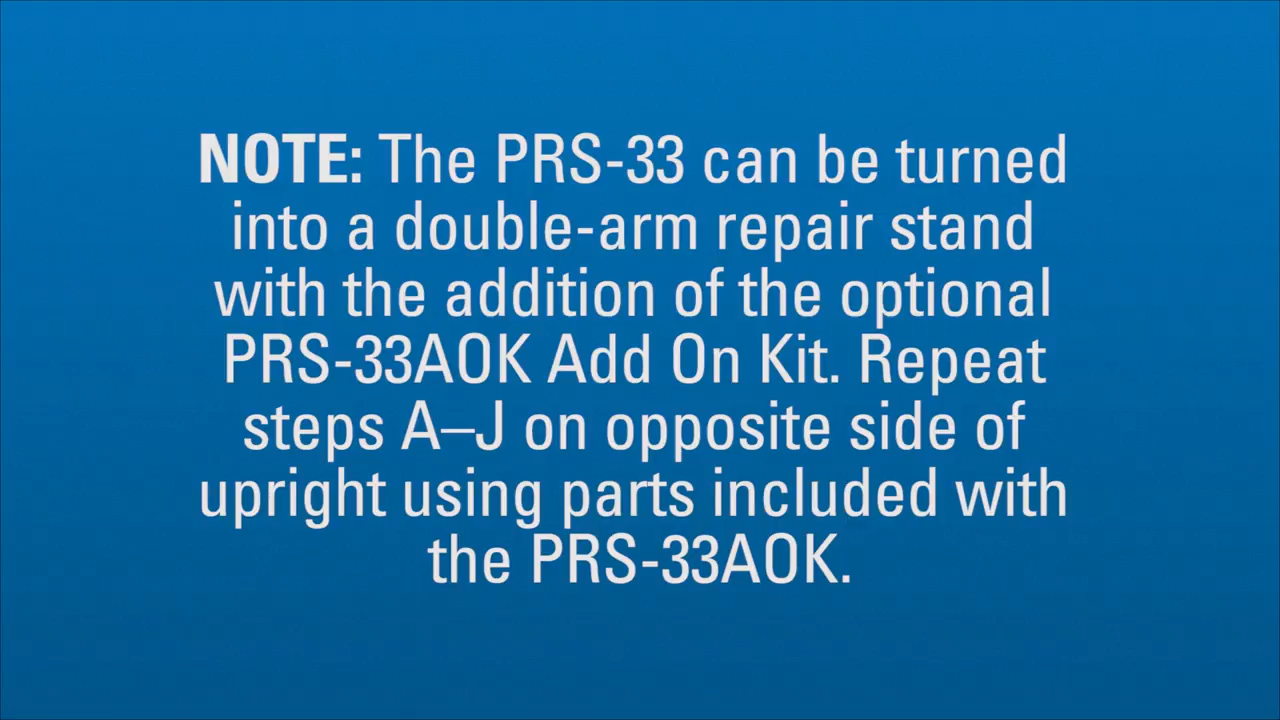 NOTE: The PRS-33 can be turned
into a double-arm repair stand
with the addition of the optional
PRS-33AOK Add On Kit. Repeat
steps A–J on opposite side of
upright using parts included with
the PRS-33AOK.